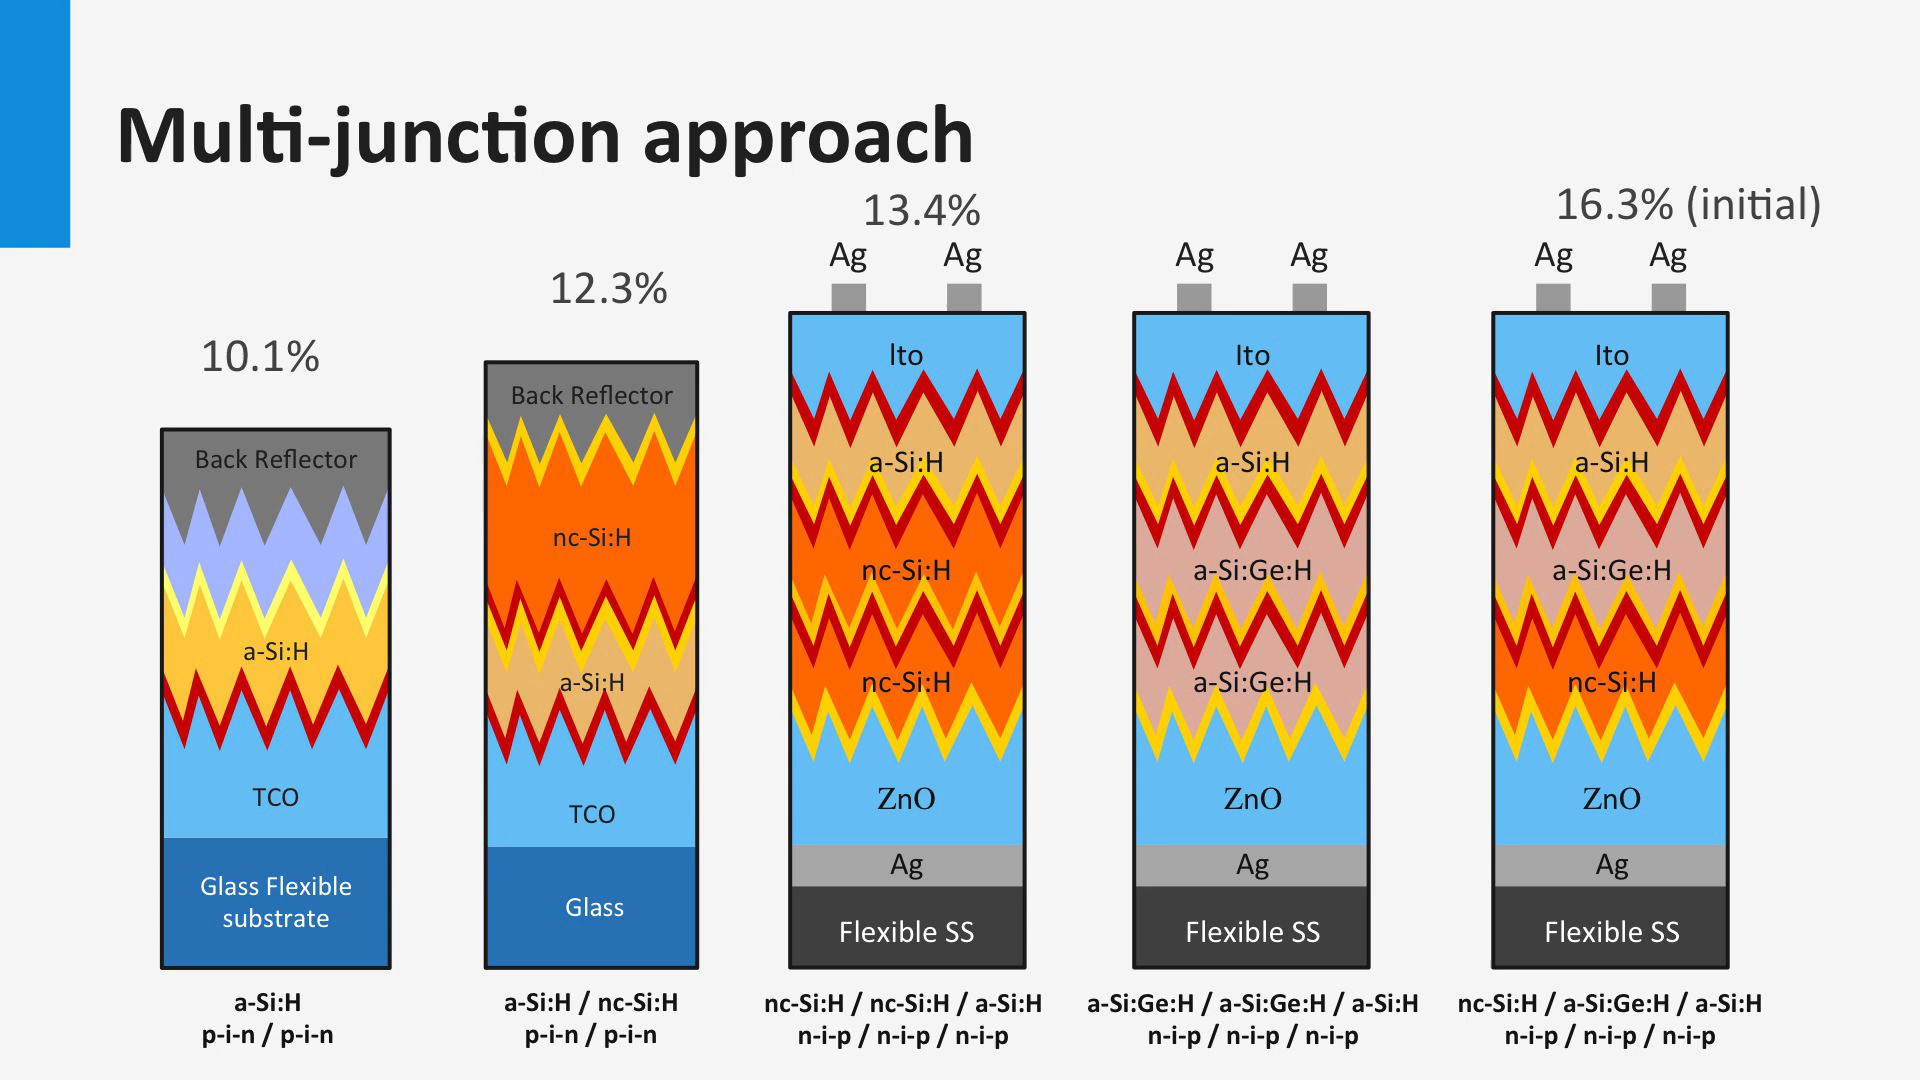 Multi-junction approach
10.1%
Back Reflector
a-Si:H
TCO
Glass Flexible
substrate
a-Si:H
p-i-n / p-i-n
12.3%
Back Reflector
nc-Si:H
a-Si:H
TCO
Glass
a-Si:H / nc-Si:H
p-i-n / p-i-n
13.4%
Ag Ag
Ito
a-Si:H
nc-Si:H
nc-Si:H
ZnO
Ag
Flexible SS
nc-Si:H / nc-Si:H / a-Si:H
n-i-p / n-i-p / n-i-p
Ag Ag
Ito
a-Si:H
a-Si:Ge:H
a-Si:Ge:H
ZnO
Ag
Flexible SS
a-Si:Ge:H / a-Si:Ge:H / a-Si:H
n-i-p / n-i-p / n-i-p
16.3% (initial)
Ag Ag
Ito
a-Si:H
a-Si:Ge:H
nc-Si:H
ZnO
Ag
Flexible SS
nc-Si:H / a-Si:Ge:H / a-Si:H
n-i-p / n-i-p / n-i-p